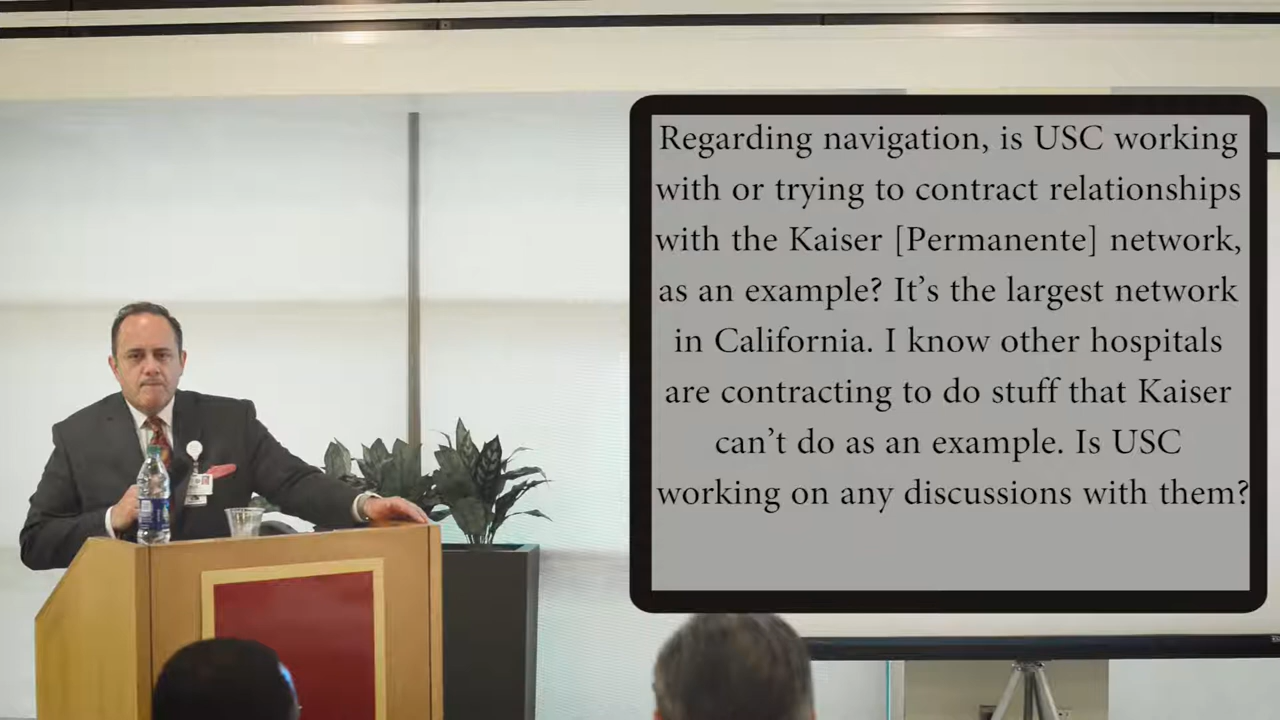 Regarding navigation, is USC working
with or trying to contract relationships
with the Kaiser [Permanente] network,
as an example? It’s the largest network
in California. I know other hospitals
are contracting to do stuff that Kaiser
can’t do as an example. Is USC
working on any discussions with them?